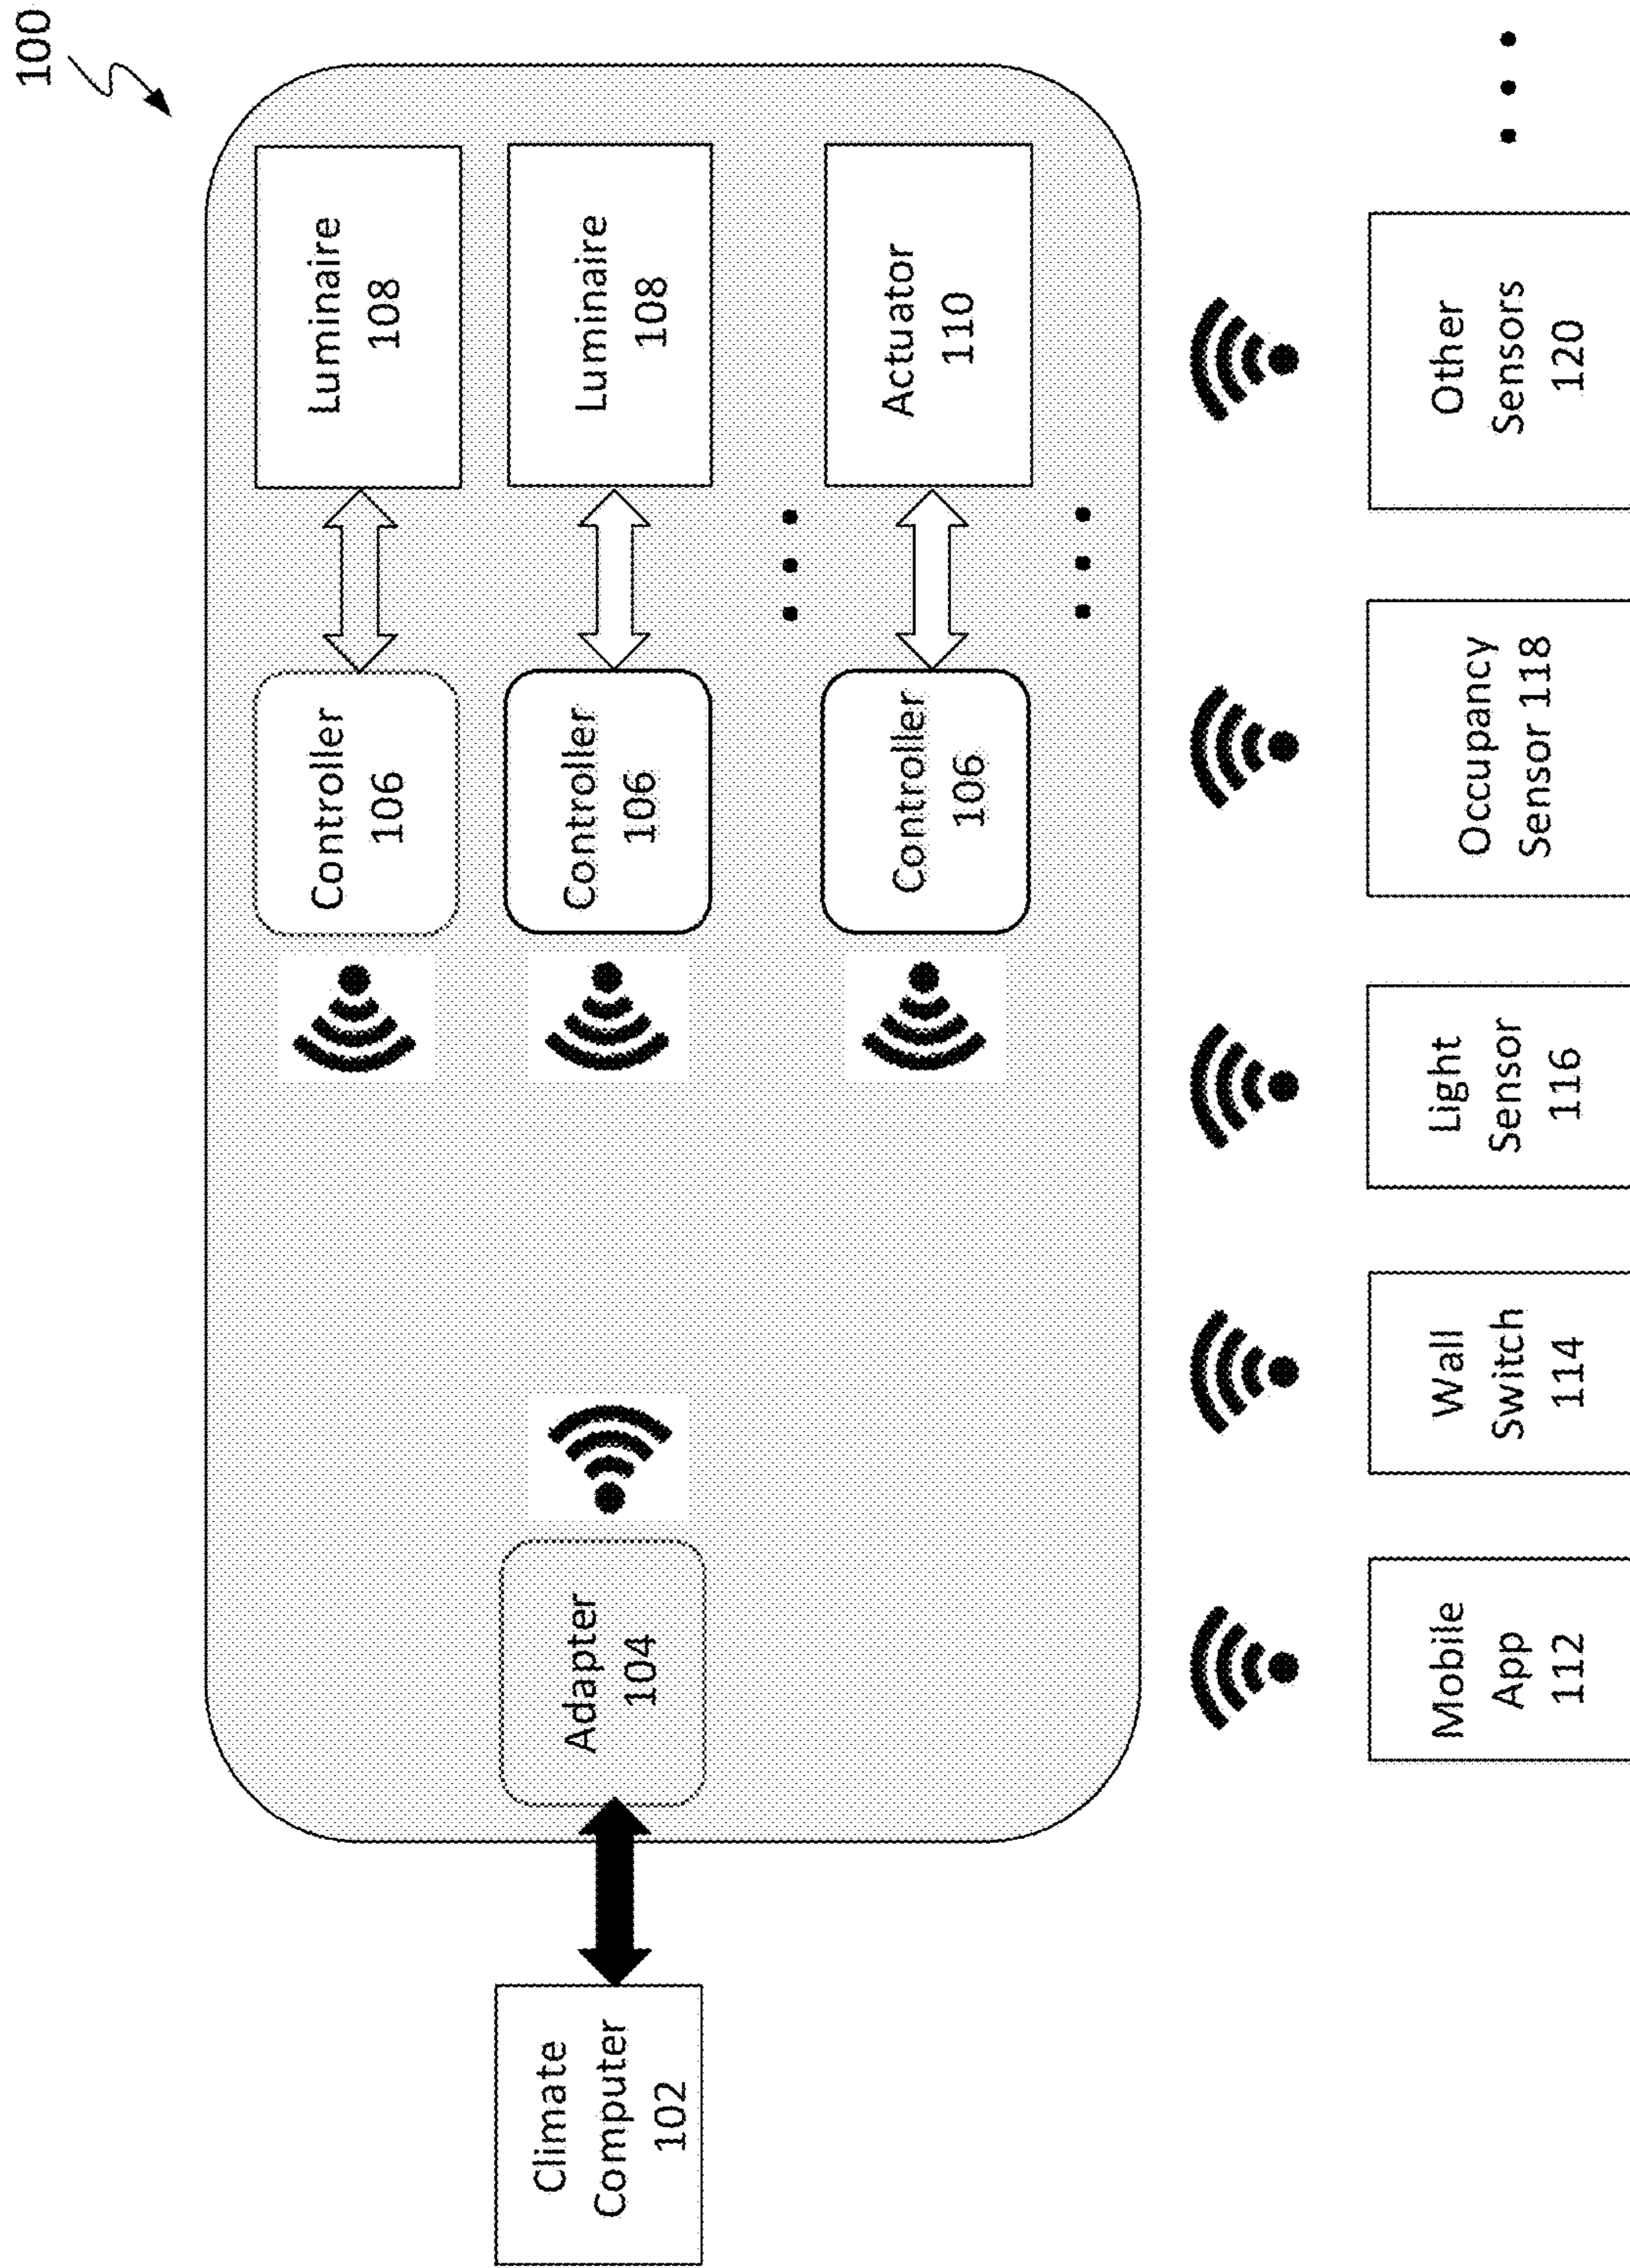 100
Climate
Computer
102
Adapter
104
Controller
106
Luminaire
108
Controller
106
Luminaire
108
Controller
106
Actuator
110
Mobile
App
112
Wall
Switch
114
Light
Sensor
116
Occupancy
Sensor 118
Other
Sensors
120